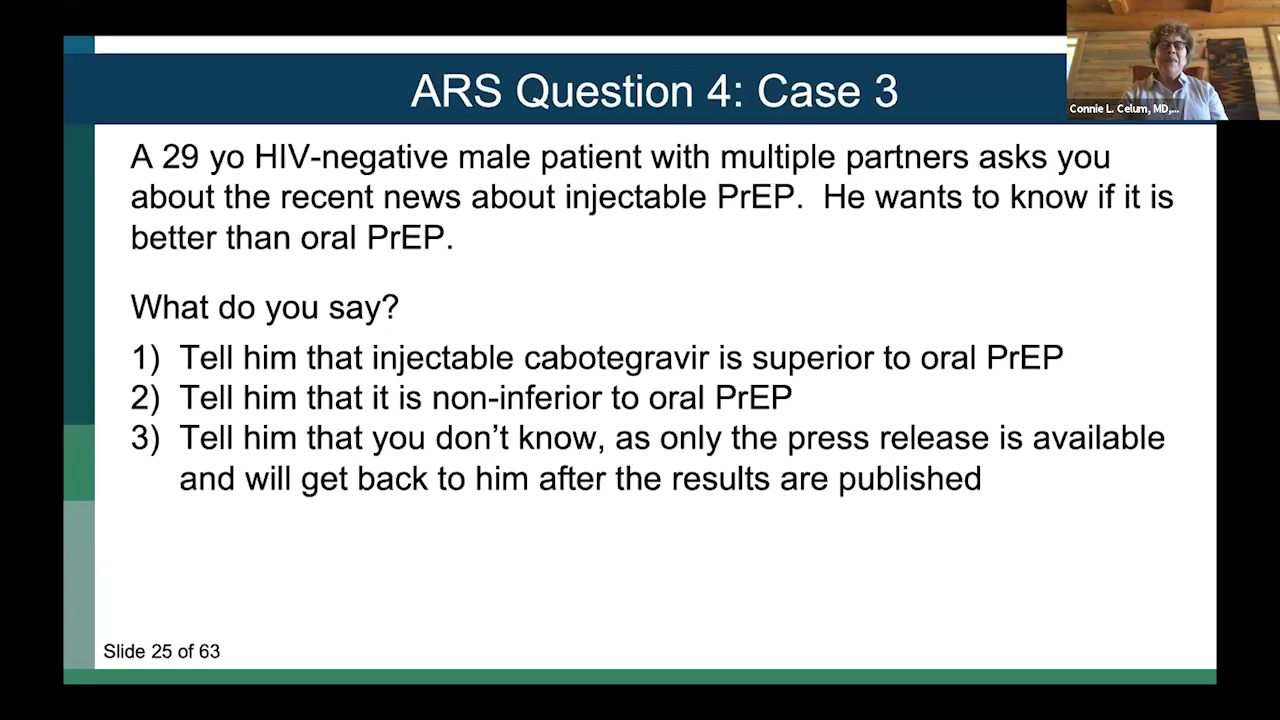 ARS Question 4: Case 3
Connie L. Celum, MD,...
A 29 yo HIV-negative male patient with multiple partners asks you
about the recent news about injectable PrEP.  He wants to know if it is
better than oral PrEP.
What do you say?
1) Tell him that injectable cabotegravir is superior to oral PrEP
2) Tell him that it is non-inferior to oral PrEP
3) Tell him that you don’t know, as only the press release is available
and will get back to him after the results are published
Slide 25 of 63